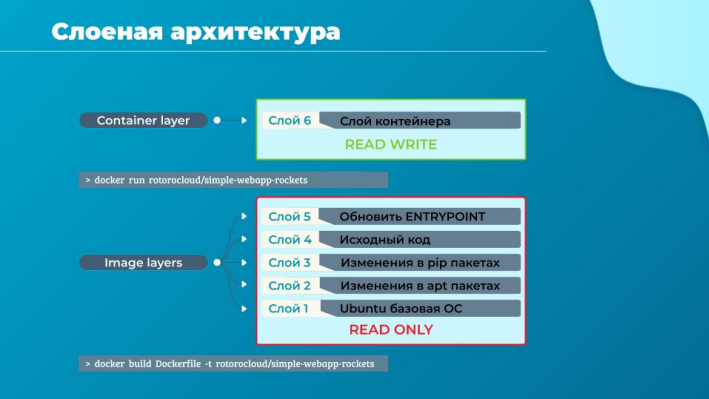 Слоеная архитектура
Container layer
Слой 6 Слой контейнера
READ WRITE
> docker run rotorocloud/simple-webapp-rockets
Image layers
Слой 5 Обновить ENTRYPOINT
Слой 4 Исходный код
Слой 3 Изменения в pip пакетах
Слой 2 Изменения в apt пакетах
Слой 1 Ubuntu базовая ОС
READ ONLY
> docker build Dockerfile -t rotorocloud/simple-webapp-rockets